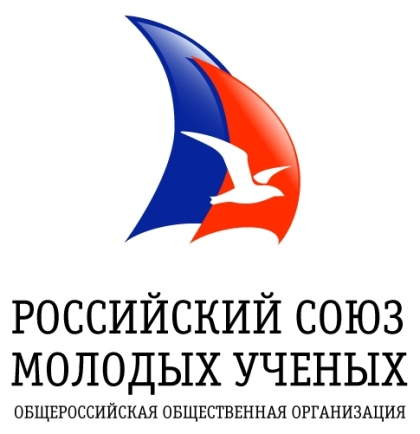 РОССИЙСКИЙ СОЮЗ
МОЛОДЫХ УЧЕНЫХ
ОБЩЕРОССИЙСКАЯ ОБЩЕСТВЕННАЯ ОРГАНИЗАЦИЯ